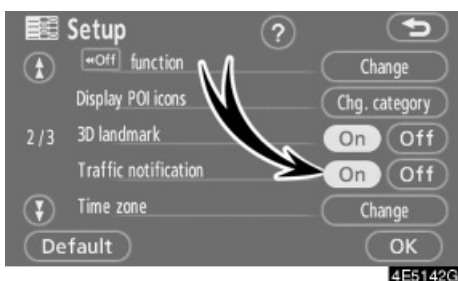 Setup ?
◂◂Off function Change
Display POI icons Chg. category
2/3 3D landmark On Off
Traffic notification On Off
Time zone Change
Default OK
4E5142G